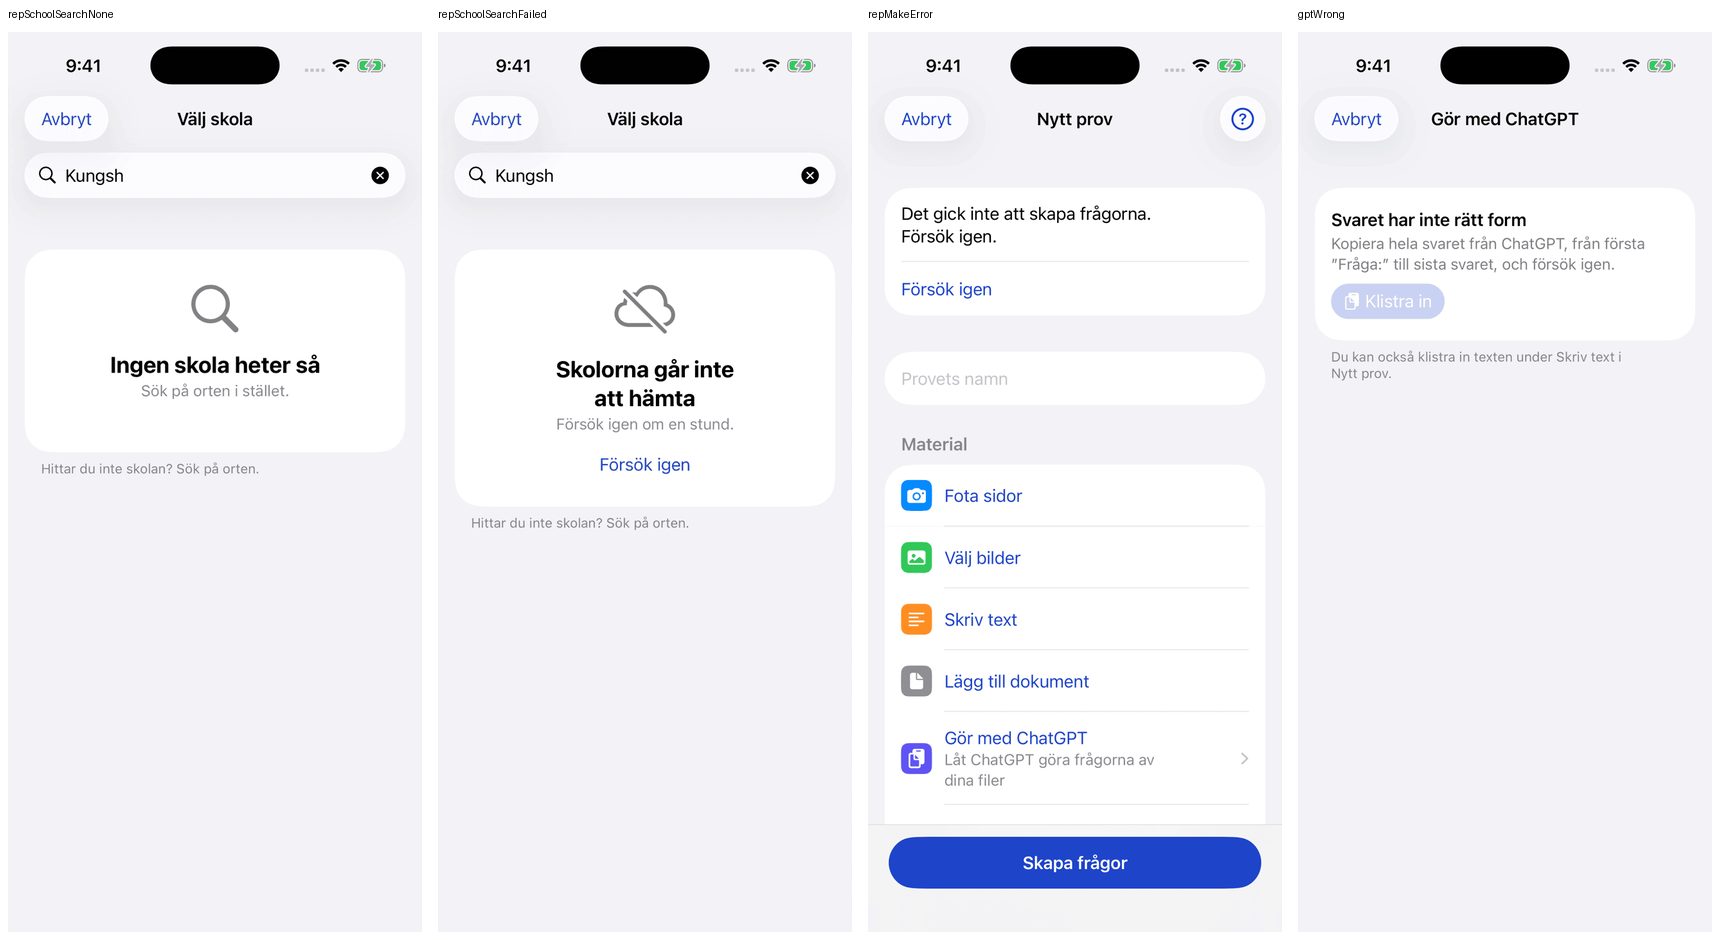 repSchoolSearchNone
9:41
Avbryt
Välj skola
Kungsh
Ingen skola heter så
Sök på orten i stället.
Hittar du inte skolan? Sök på orten.
repSchoolSearchFailed
9:41
Avbryt
Välj skola
Kungsh
Skolorna går inte
att hämta
Försök igen om en stund.
Försök igen
Hittar du inte skolan? Sök på orten.
repMakeError
9:41
Avbryt
Nytt prov
?
Det gick inte att skapa frågorna.
Försök igen.
Försök igen
Provets namn
Material
Fota sidor
Välj bilder
Skriv text
Lägg till dokument
Gör med ChatGPT
Låt ChatGPT göra frågorna av
dina filer
Skapa frågor
gptWrong
9:41
Avbryt
Gör med ChatGPT
Svaret har inte rätt form
Kopiera hela svaret från ChatGPT, från första
”Fråga:” till sista svaret, och försök igen.
Klistra in
Du kan också klistra in texten under Skriv text i
Nytt prov.